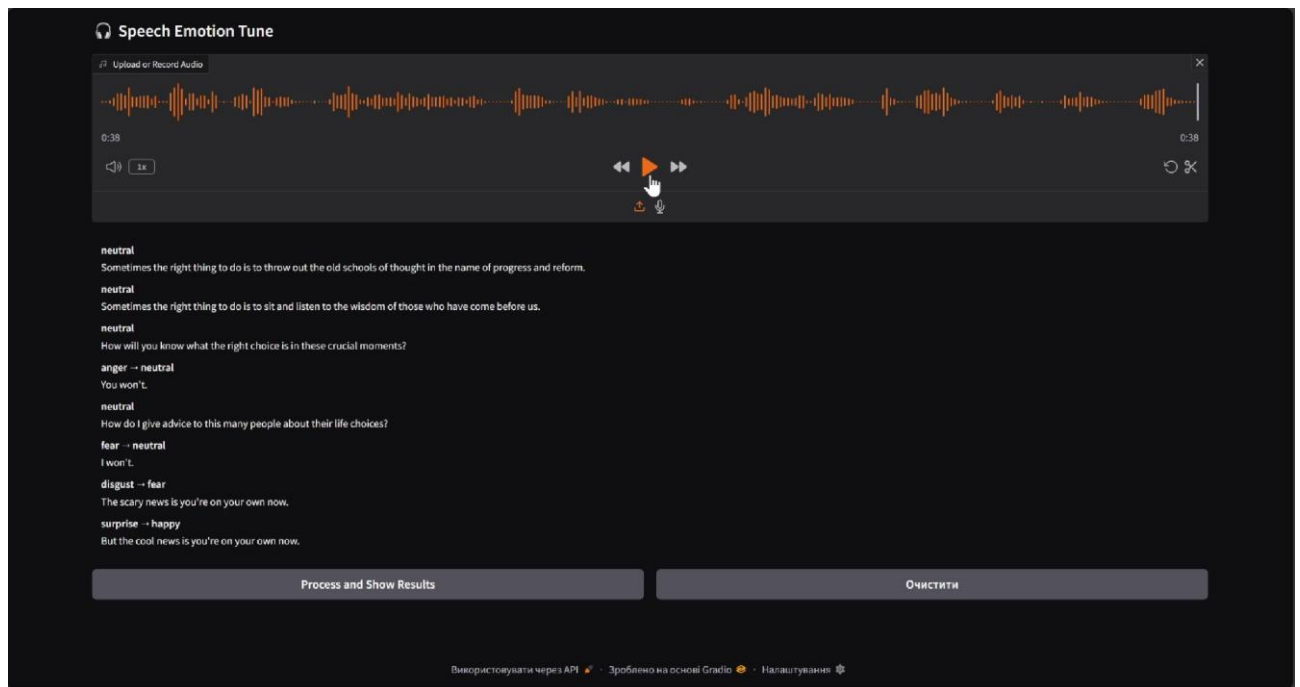 Speech Emotion Tune
Upload or Record Audio
0:38
0:38
1x
neutral
Sometimes the right thing to do is to throw out the old schools of thought in the name of progress and reform.
neutral
Sometimes the right thing to do is to sit and listen to the wisdom of those who have come before us.
neutral
How will you know what the right choice is in these crucial moments?
anger → neutral
You won't.
neutral
How do I give advice to this many people about their life choices?
fear → neutral
I won't.
disgust → fear
The scary news is you're on your own now.
surprise → happy
But the cool news is you're on your own now.
Process and Show Results
Очистити
Використовувати через API · Зроблено на основі Gradio · Налаштування